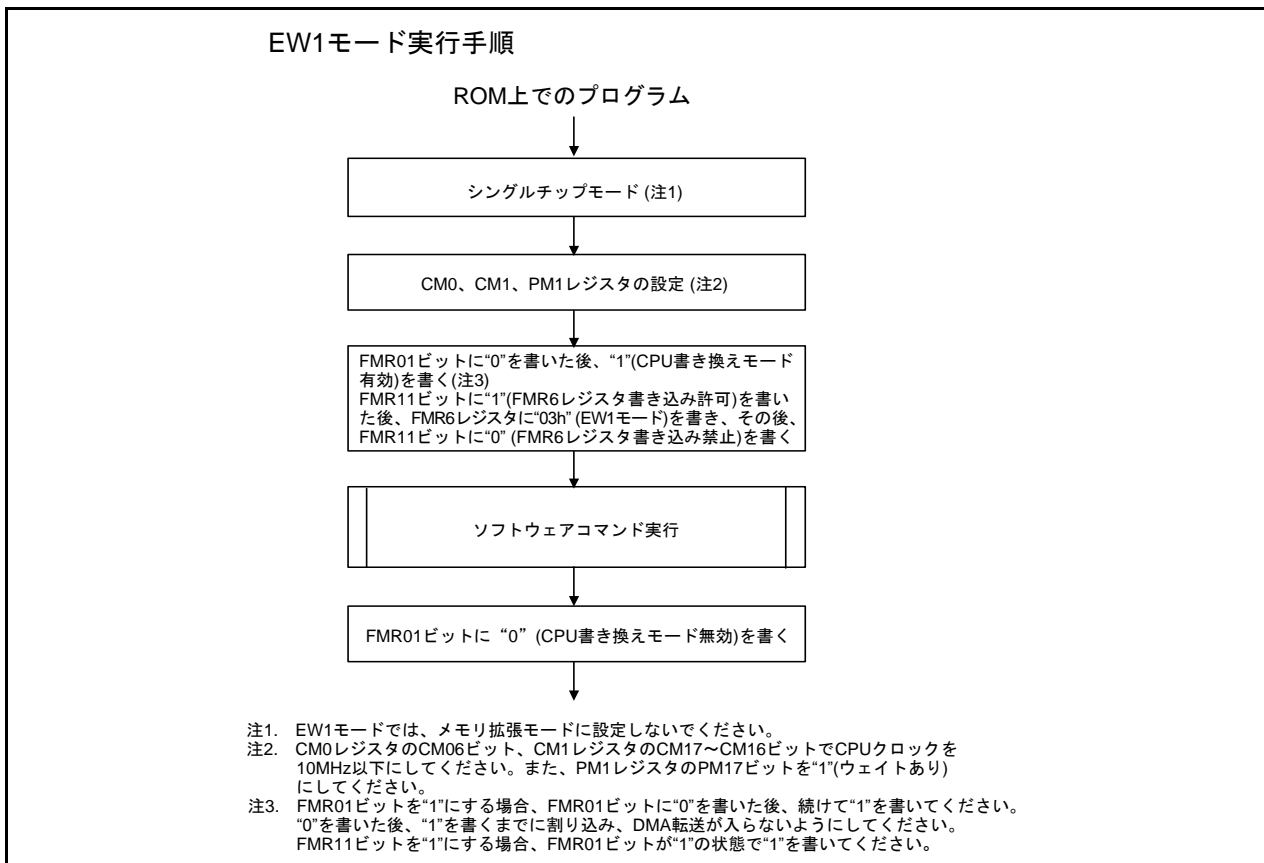 EW1モード実行手順
ROM上でのプログラム
シングルチップモード (注1)
CM0、CM1、PM1レジスタの設定 (注2)
FMR01ビットに“0”を書いた後、“1”(CPU書き換えモード
有効)を書く(注3)
FMR11ビットに“1”(FMR6レジスタ書き込み許可)を書い
た後、FMR6レジスタに“03h” (EW1モード)を書き、その後、
FMR11ビットに“0” (FMR6レジスタ書き込み禁止)を書く
ソフトウェアコマンド実行
FMR01ビットに “0” (CPU書き換えモード無効)を書く
注1. EW1モードでは、メモリ拡張モードに設定しないでください。
注2. CM0レジスタのCM06ビット、CM1レジスタのCM17～CM16ビットでCPUクロックを
10MHz以下にしてください。また、PM1レジスタのPM17ビットを“1”(ウェイトあり)
にしてください。
注3. FMR01ビットを“1”にする場合、FMR01ビットに“0”を書いた後、続けて“1”を書いてください。
“0”を書いた後、“1”を書くまでに割り込み、DMA転送が入らないようにしてください。
FMR11ビットを“1”にする場合、FMR01ビットが“1”の状態で“1”を書いてください。